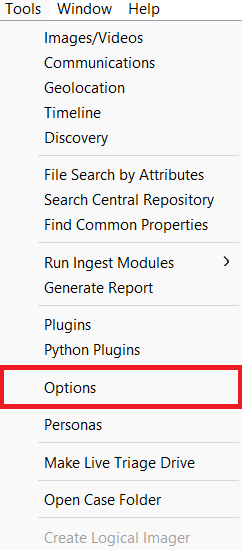 Tools Window Help
Images/Videos
Communications
Geolocation
Timeline
Discovery
File Search by Attributes
Search Central Repository
Find Common Properties
Run Ingest Modules
Generate Report
Plugins
Python Plugins
Options
Personas
Make Live Triage Drive
Open Case Folder
Create Logical Imager